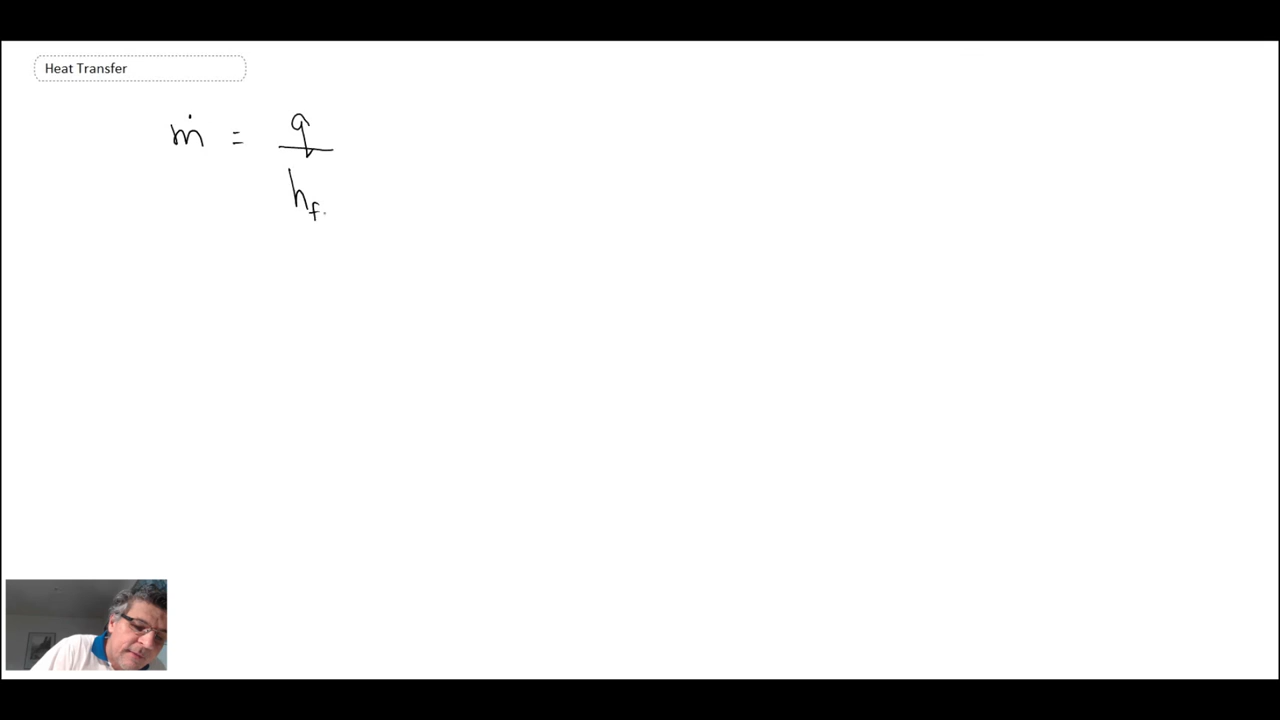 Heat Transfer
ṁ = q / h_f